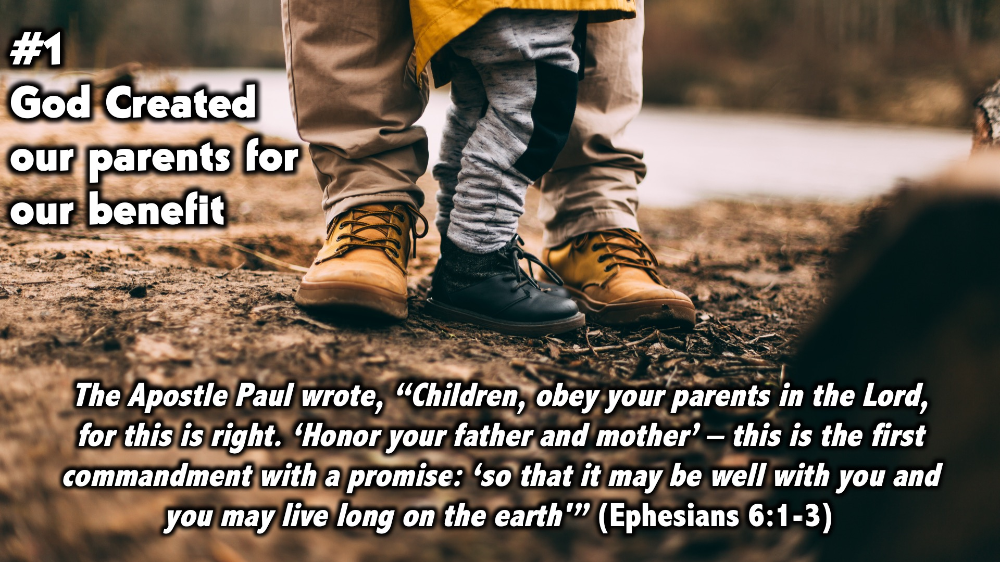 #1
God Created
our parents for
our benefit
The Apostle Paul wrote, “Children, obey your parents in the Lord,
for this is right. ‘Honor your father and mother’ – this is the first
commandment with a promise: ‘so that it may be well with you and
you may live long on the earth'” (Ephesians 6:1-3)